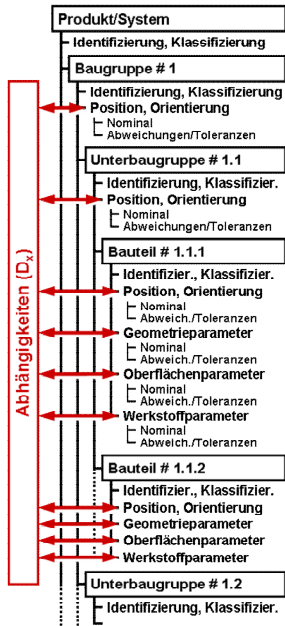 Produkt/System
Identifizierung, Klassifizierung
Baugruppe # 1
Identifizierung, Klassifizierung
Position, Orientierung
Nominal
Abweichungen/Toleranzen
Unterbaugruppe # 1.1
Identifizierung, Klassifizier.
Position, Orientierung
Nominal
Abweichungen/Toleranzen
Bauteil # 1.1.1
Identifizier., Klassifizier.
Position, Orientierung
Nominal
Abweich./Toleranzen
Geometrieparameter
Nominal
Abweich./Toleranzen
Oberflächenparameter
Nominal
Abweich./Toleranzen
Werkstoffparameter
Nominal
Abweich./Toleranzen
Bauteil # 1.1.2
Identifizier., Klassifizier.
Position, Orientierung
Geometrieparameter
Oberflächenparameter
Werkstoffparameter
Unterbaugruppe # 1.2
Identifizierung, Klassifizier.
Abhängigkeiten (Dx)